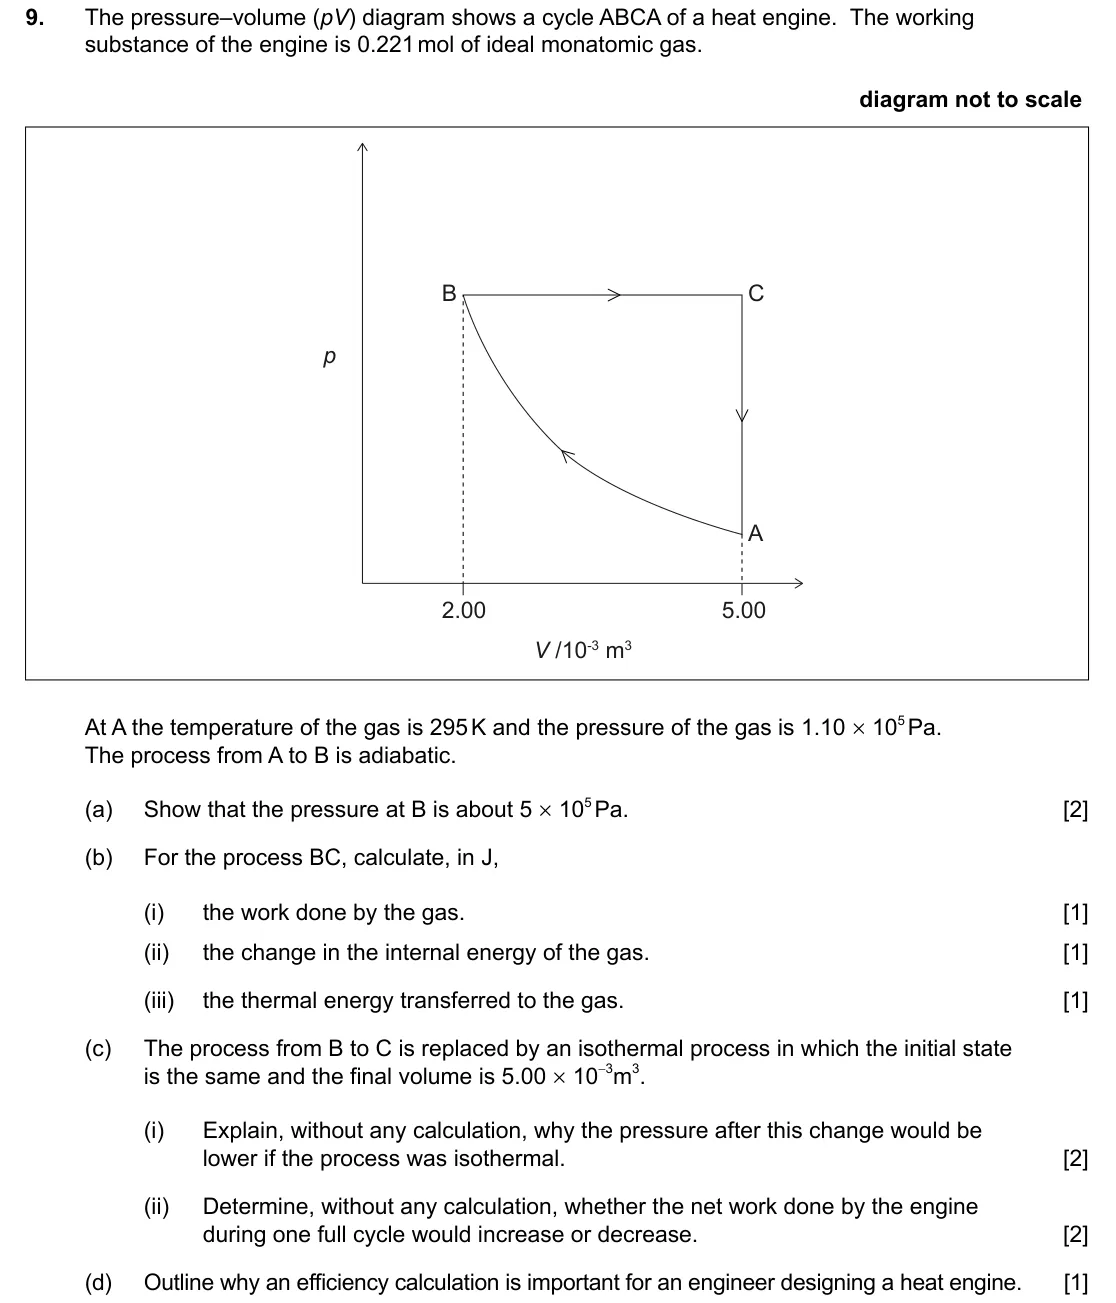 9. The pressure–volume (pV) diagram shows a cycle ABCA of a heat engine. The working
substance of the engine is 0.221 mol of ideal monatomic gas.
diagram not to scale
B
C
p
A
2.00
5.00
V /10⁻³ m³
At A the temperature of the gas is 295 K and the pressure of the gas is 1.10 × 10⁵ Pa.
The process from A to B is adiabatic.
(a) Show that the pressure at B is about 5 × 10⁵ Pa. [2]
(b) For the process BC, calculate, in J,
(i) the work done by the gas. [1]
(ii) the change in the internal energy of the gas. [1]
(iii) the thermal energy transferred to the gas. [1]
(c) The process from B to C is replaced by an isothermal process in which the initial state
is the same and the final volume is 5.00 × 10⁻³m³.
(i) Explain, without any calculation, why the pressure after this change would be
lower if the process was isothermal. [2]
(ii) Determine, without any calculation, whether the net work done by the engine
during one full cycle would increase or decrease. [2]
(d) Outline why an efficiency calculation is important for an engineer designing a heat engine. [1]